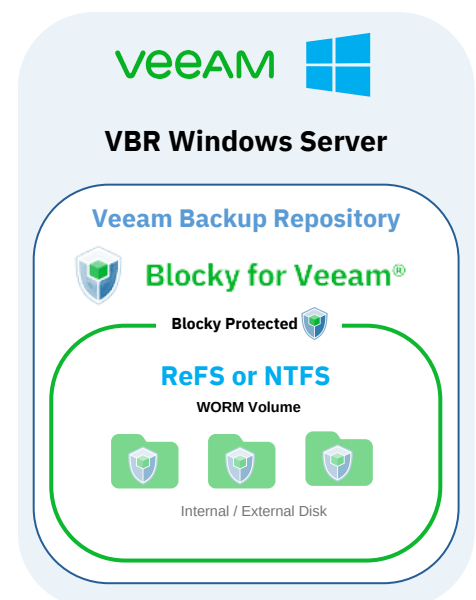 veeAM
VBR Windows Server
Veeam Backup Repository
Blocky for Veeam®
Blocky Protected
ReFS or NTFS
WORM Volume
Internal / External Disk